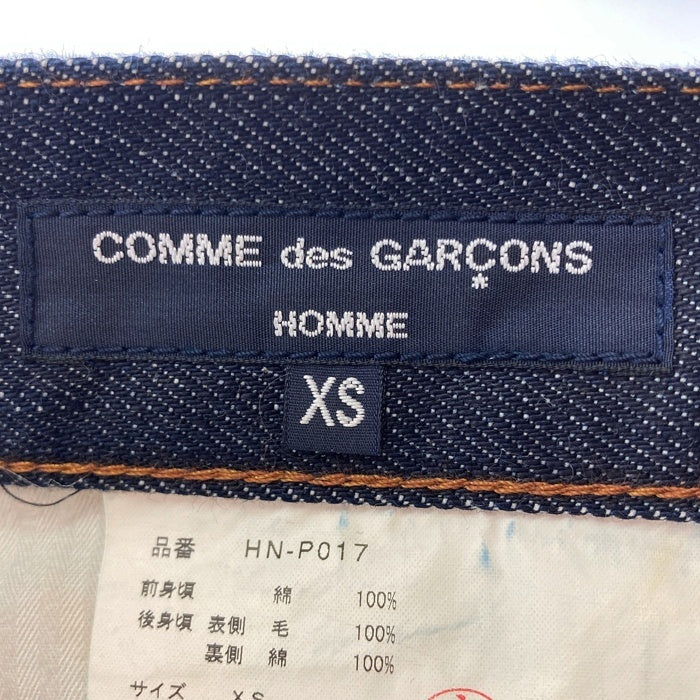 COMME des GARÇONS
HOMME
XS
品番 HN-P017
前身頃 綿 100%
後身頃 表側 毛 100%
裏側 綿 100%
サイズ XS